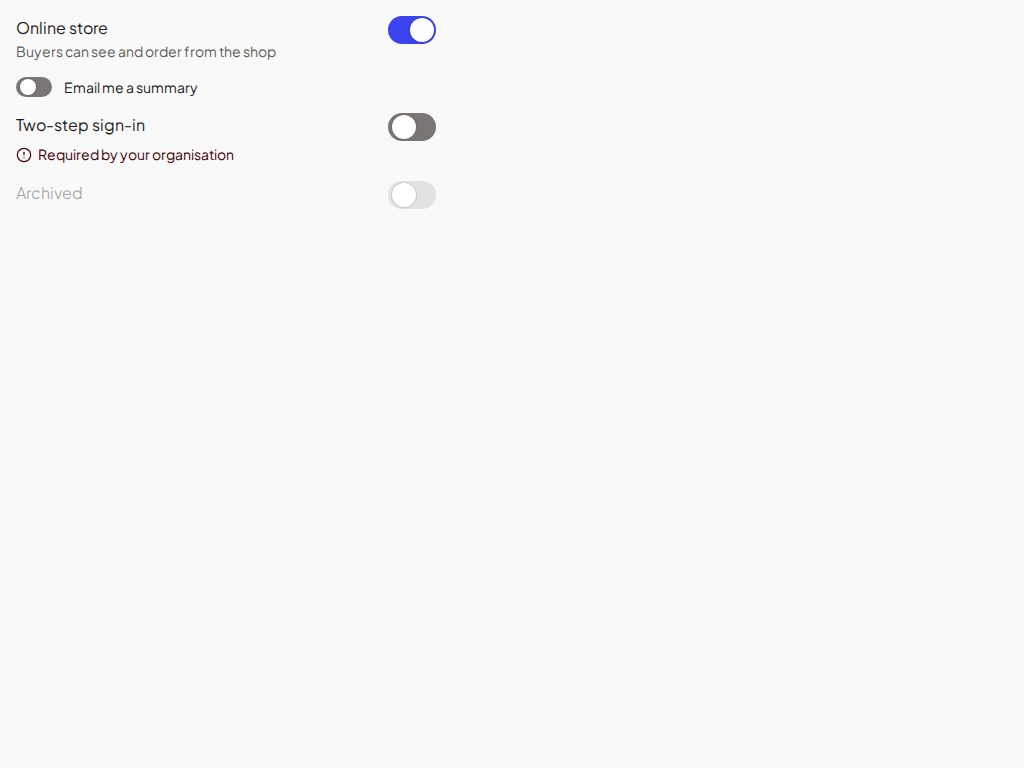 Online store
Buyers can see and order from the shop
Email me a summary
Two-step sign-in
Required by your organisation
Archived